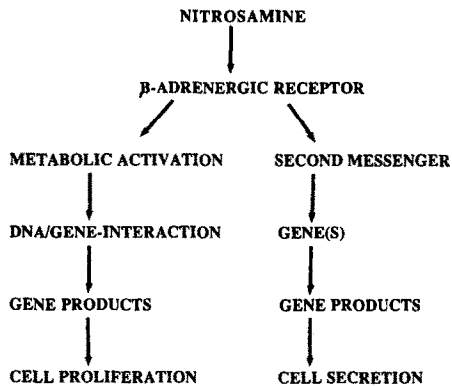 NITROSAMINE
β-ADRENERGIC RECEPTOR
METABOLIC ACTIVATION
SECOND MESSENGER
DNA/GENE-INTERACTION
GENE(S)
GENE PRODUCTS
GENE PRODUCTS
CELL PROLIFERATION
CELL SECRETION